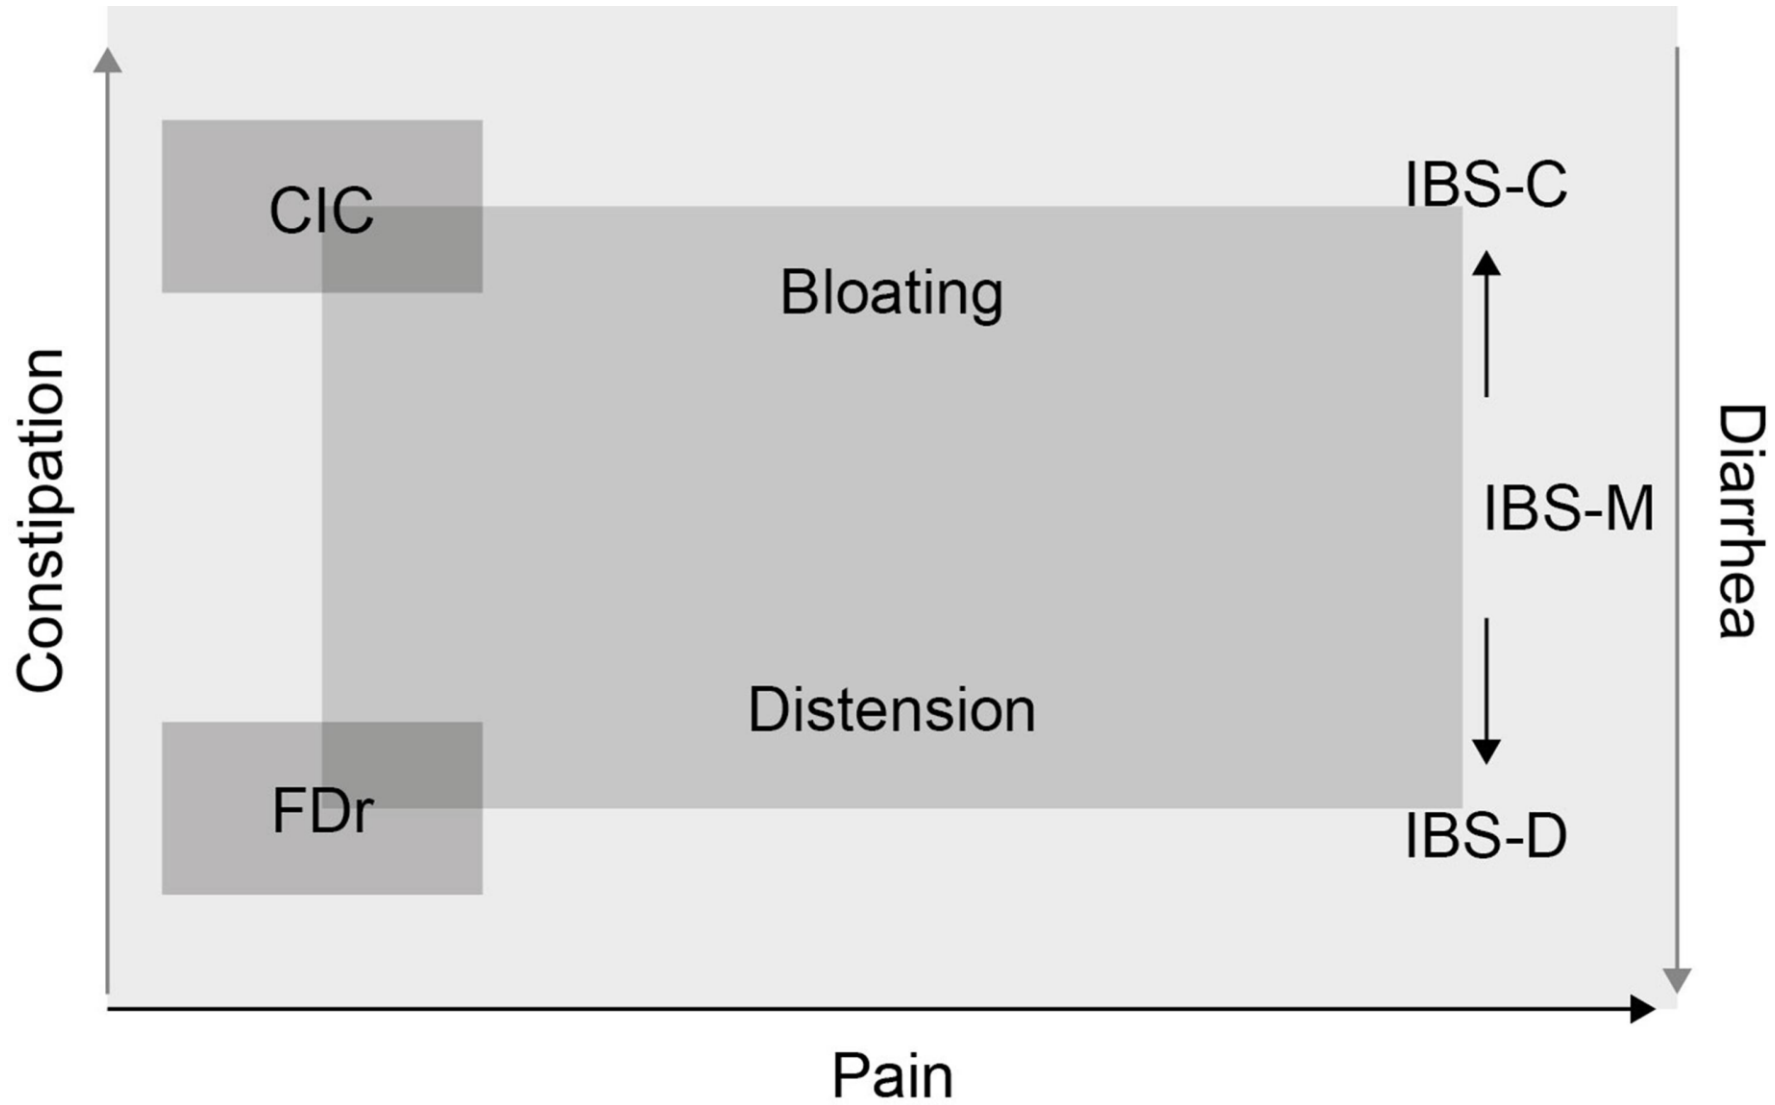 CIC
IBS-C
Bloating
Constipation
IBS-M
Diarrhea
Distension
FDr
IBS-D
Pain